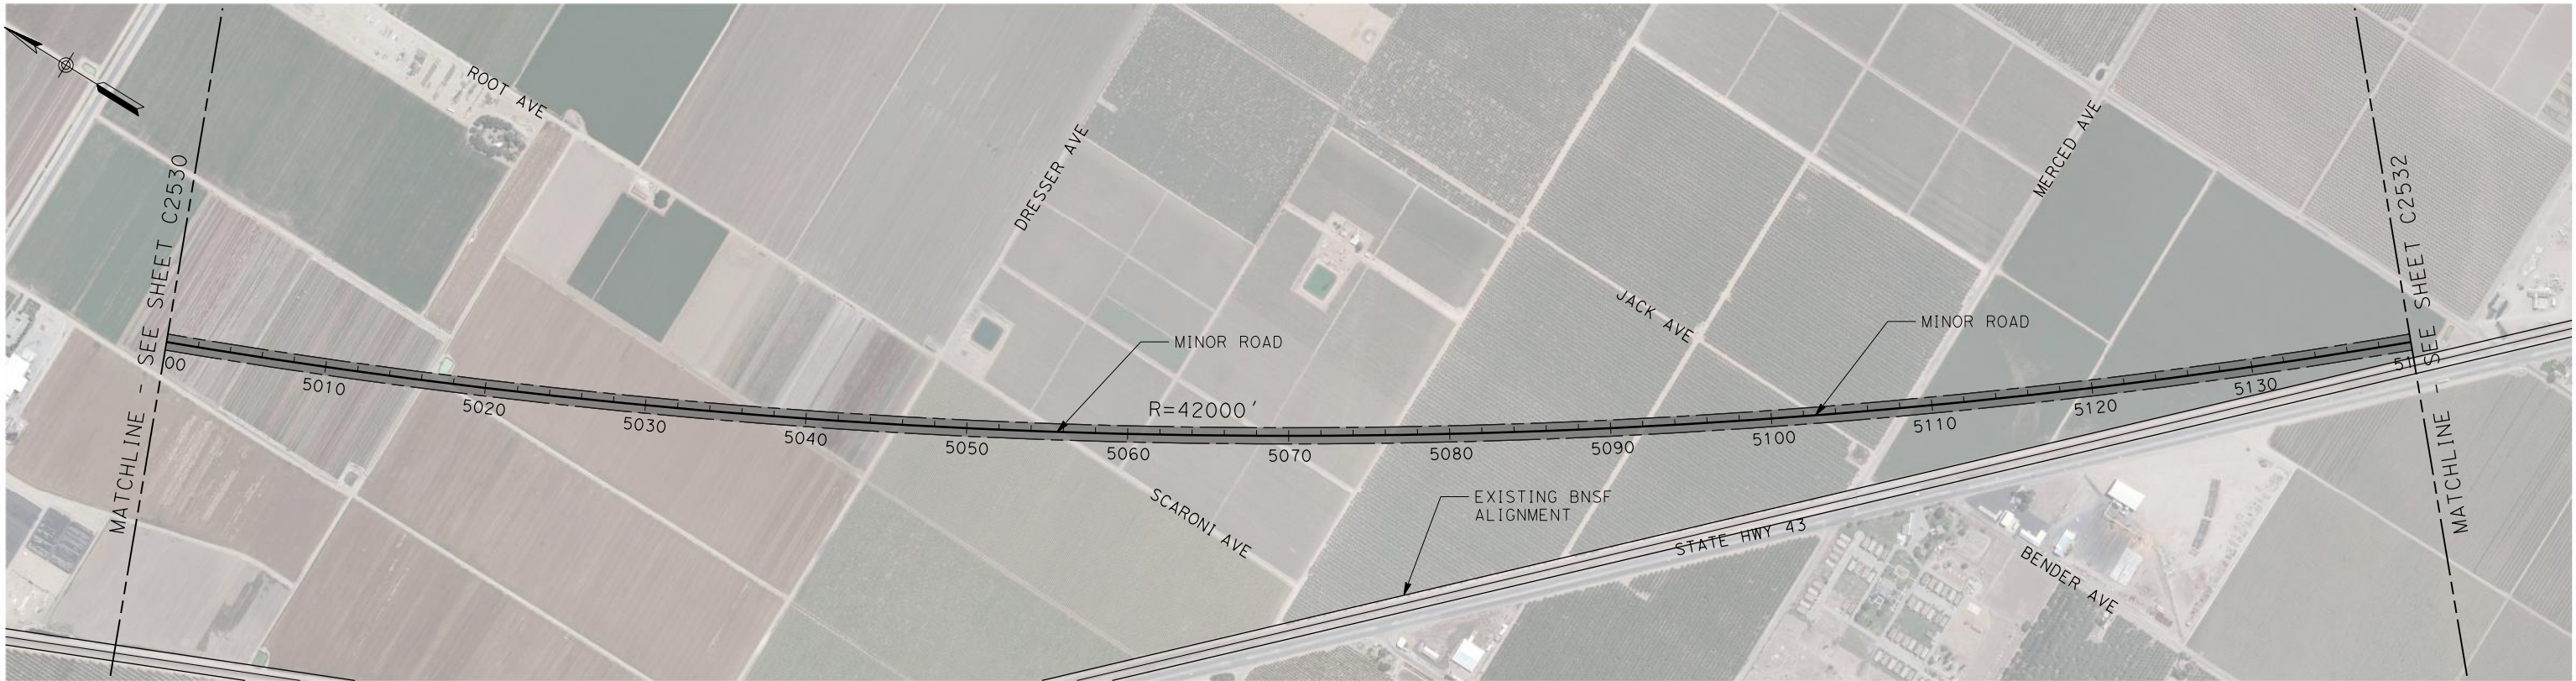 ROOT AVE
DRESSER AVE
MERCED AVE
MATCHLINE - SEE SHEET C2530
MATCHLINE - SEE SHEET C2532
JACK AVE
MINOR ROAD
MINOR ROAD
00
5010
5020
5030
5040
5050
5060
5070
5080
5090
5100
5110
5120
5130
51
R=42000'
SCARONI AVE
EXISTING BNSF
ALIGNMENT
STATE HWY 43
BENDER AVE